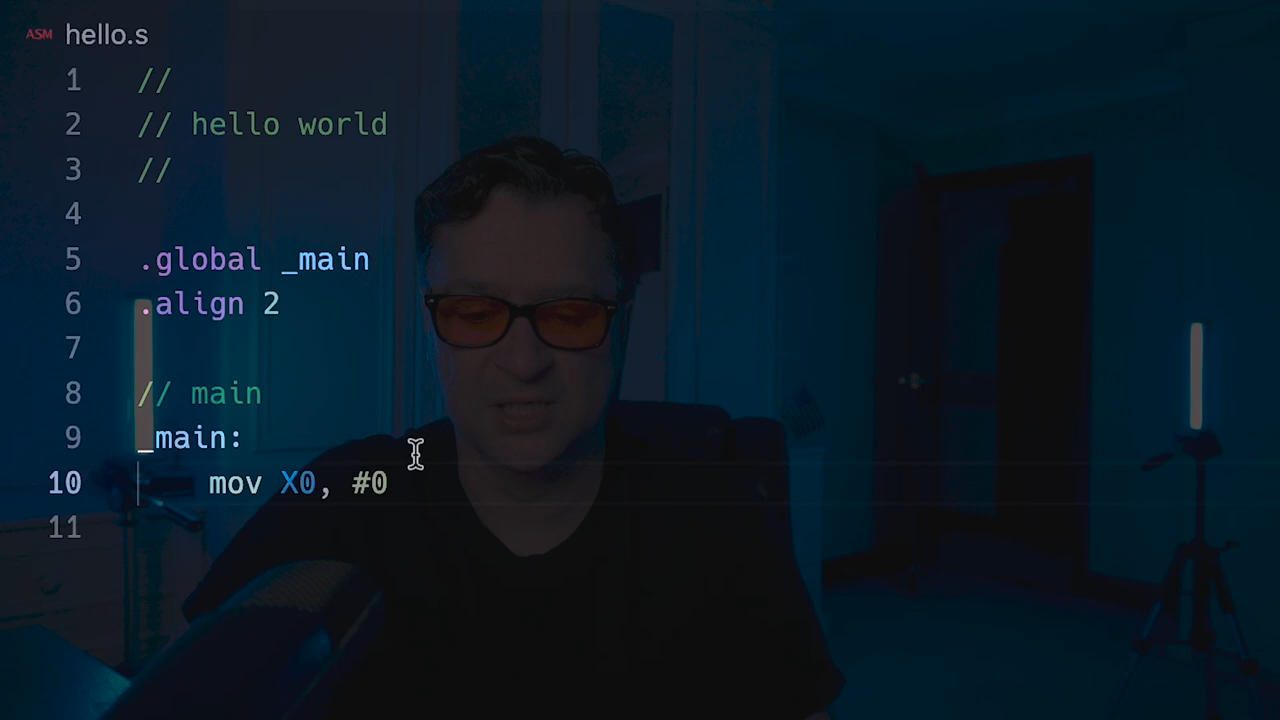 ASM hello.s
1 //
2 // hello world
3 //
4
5 .global _main
6 .align 2
7
8 // main
9 _main:
10 mov X0, #0
11